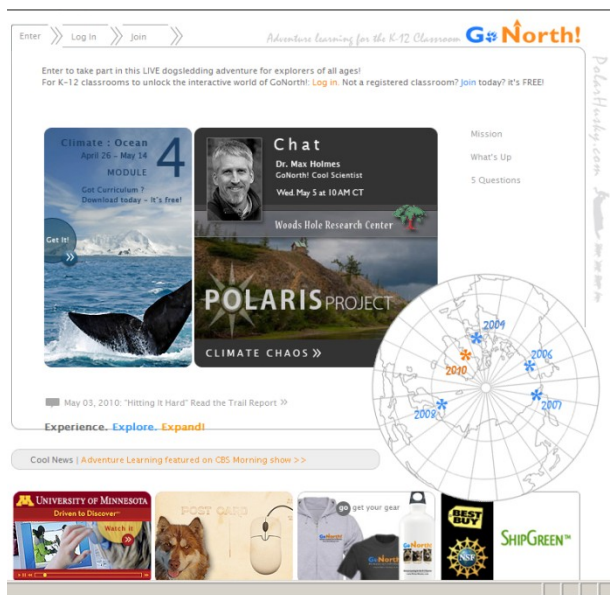 Enter
Log In
Join
Adventure learning for the K-12 Classroom
GoNorth!
Enter to take part in this LIVE dogsledding adventure for explorers of all ages!
For K-12 classrooms to unlock the interactive world of GoNorth!: Log in. Not a registered classroom? Join today? it's FREE!
PolarHusky.com
Climate : Ocean
April 26 – May 14
MODULE
4
Got Curriculum ?
Download today – it's free!
Get It!
Chat
Dr. Max Holmes
GoNorth! Cool Scientist
Wed. May 5 at 10 AM CT
Woods Hole Research Center
POLARIS PROJECT
CLIMATE CHAOS »
Mission
What's Up
5 Questions
2009
2010
2006
2007
2008
May 03, 2010: "Hitting It Hard" Read the Trail Report »
Experience. Explore. Expand!
Cool News | Adventure Learning featured on CBS Morning show >>
M UNIVERSITY OF MINNESOTA
Driven to Discover
Watch it
POST CARD
go get your gear
GoNorth!
GoNorth!
BEST
BUY
NSF
SHIPGREEN™